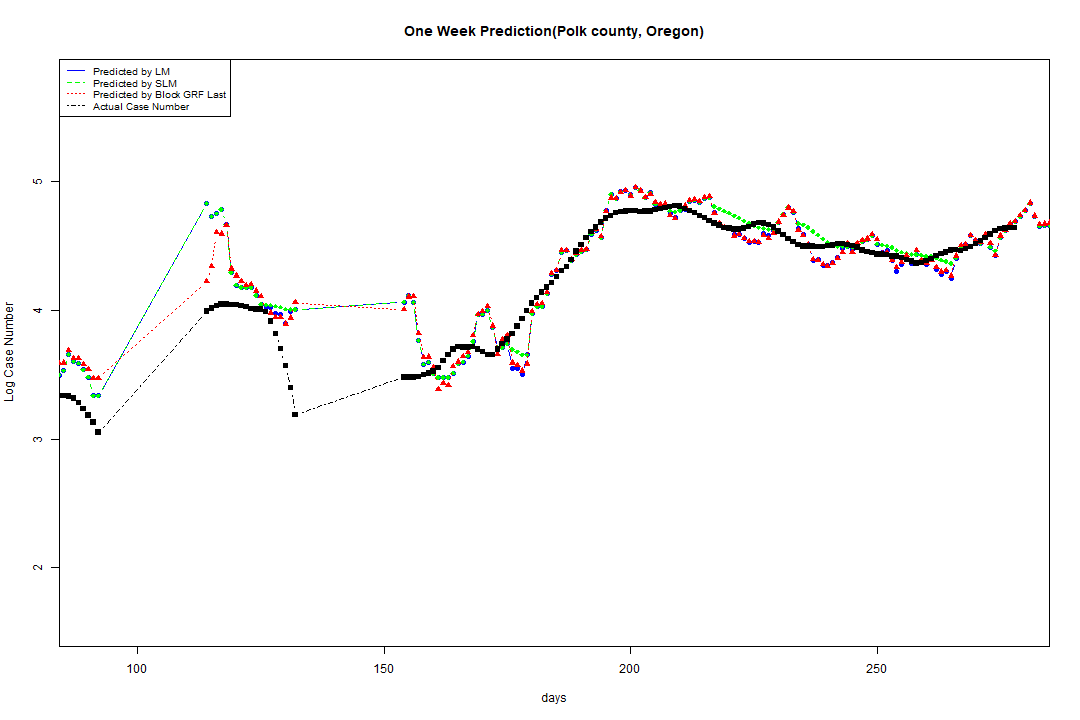 One Week Prediction(Polk county, Oregon)
Predicted by LM
Predicted by SLM
Predicted by Block GRF Last
Actual Case Number
5
4
3
2
Log Case Number
100 150 200 250
days